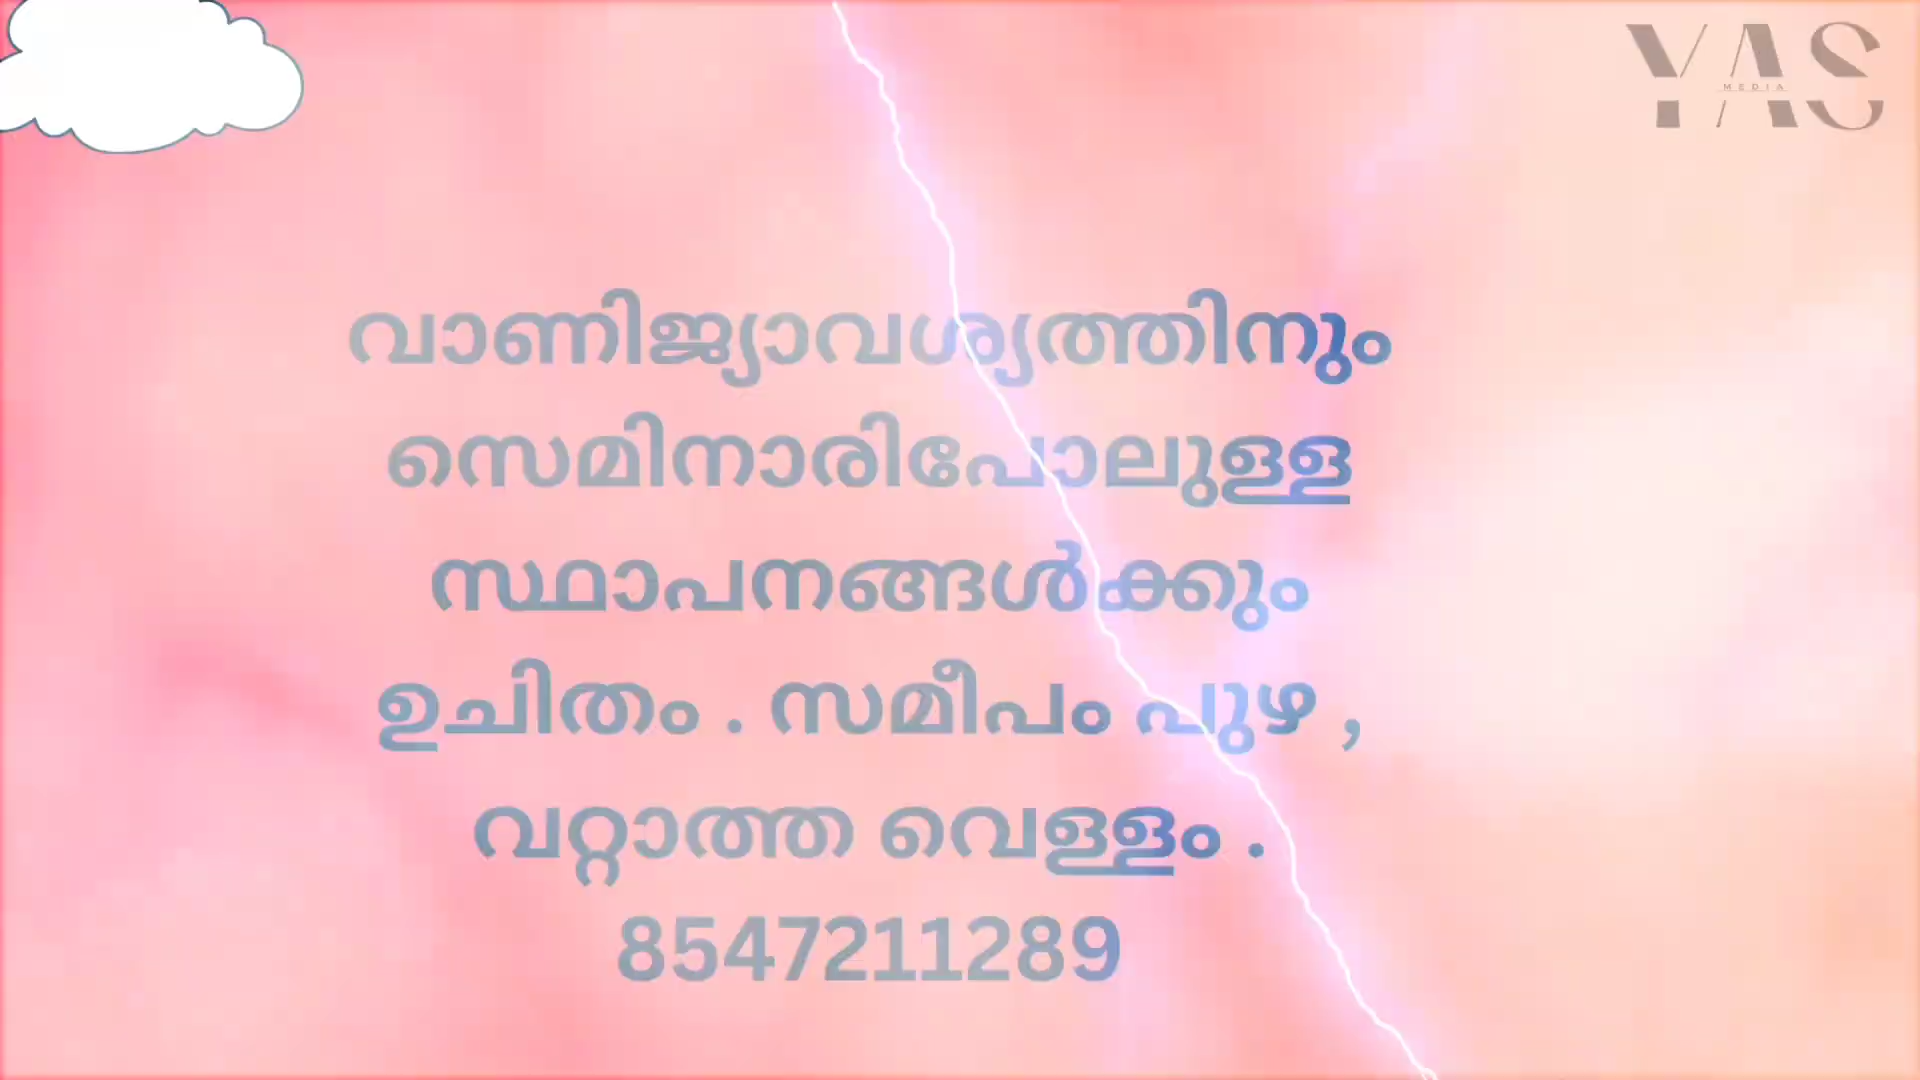 YAS
MEDIA
വാണിജ്യാവശ്യത്തിനും
സെമിനാരിപോലുള്ള
സ്ഥാപനങ്ങൾക്കും
ഉചിതം . സമീപം പുഴ ,
വറ്റാത്ത വെള്ളം .
8547211289